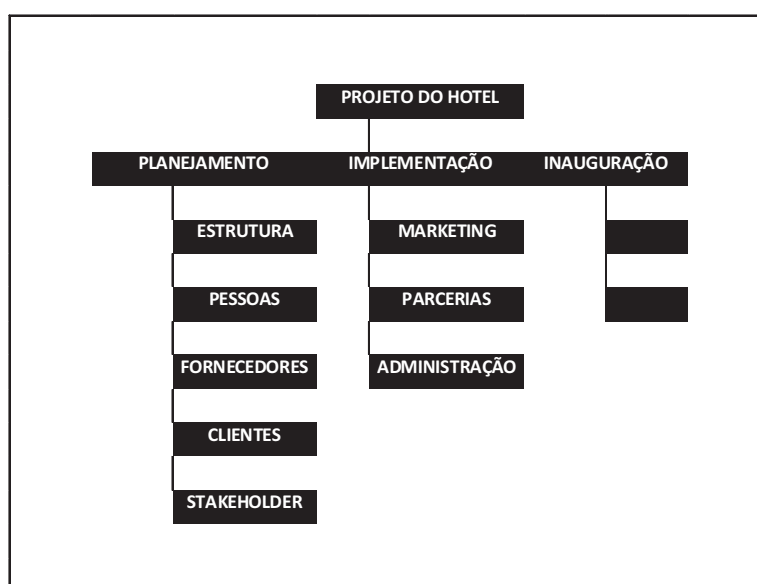 PROJETO DO HOTEL
PLANEJAMENTO IMPLEMENTAÇÃO INAUGURAÇÃO
ESTRUTURA MARKETING
PESSOAS PARCERIAS
FORNECEDORES ADMINISTRAÇÃO
CLIENTES
STAKEHOLDER